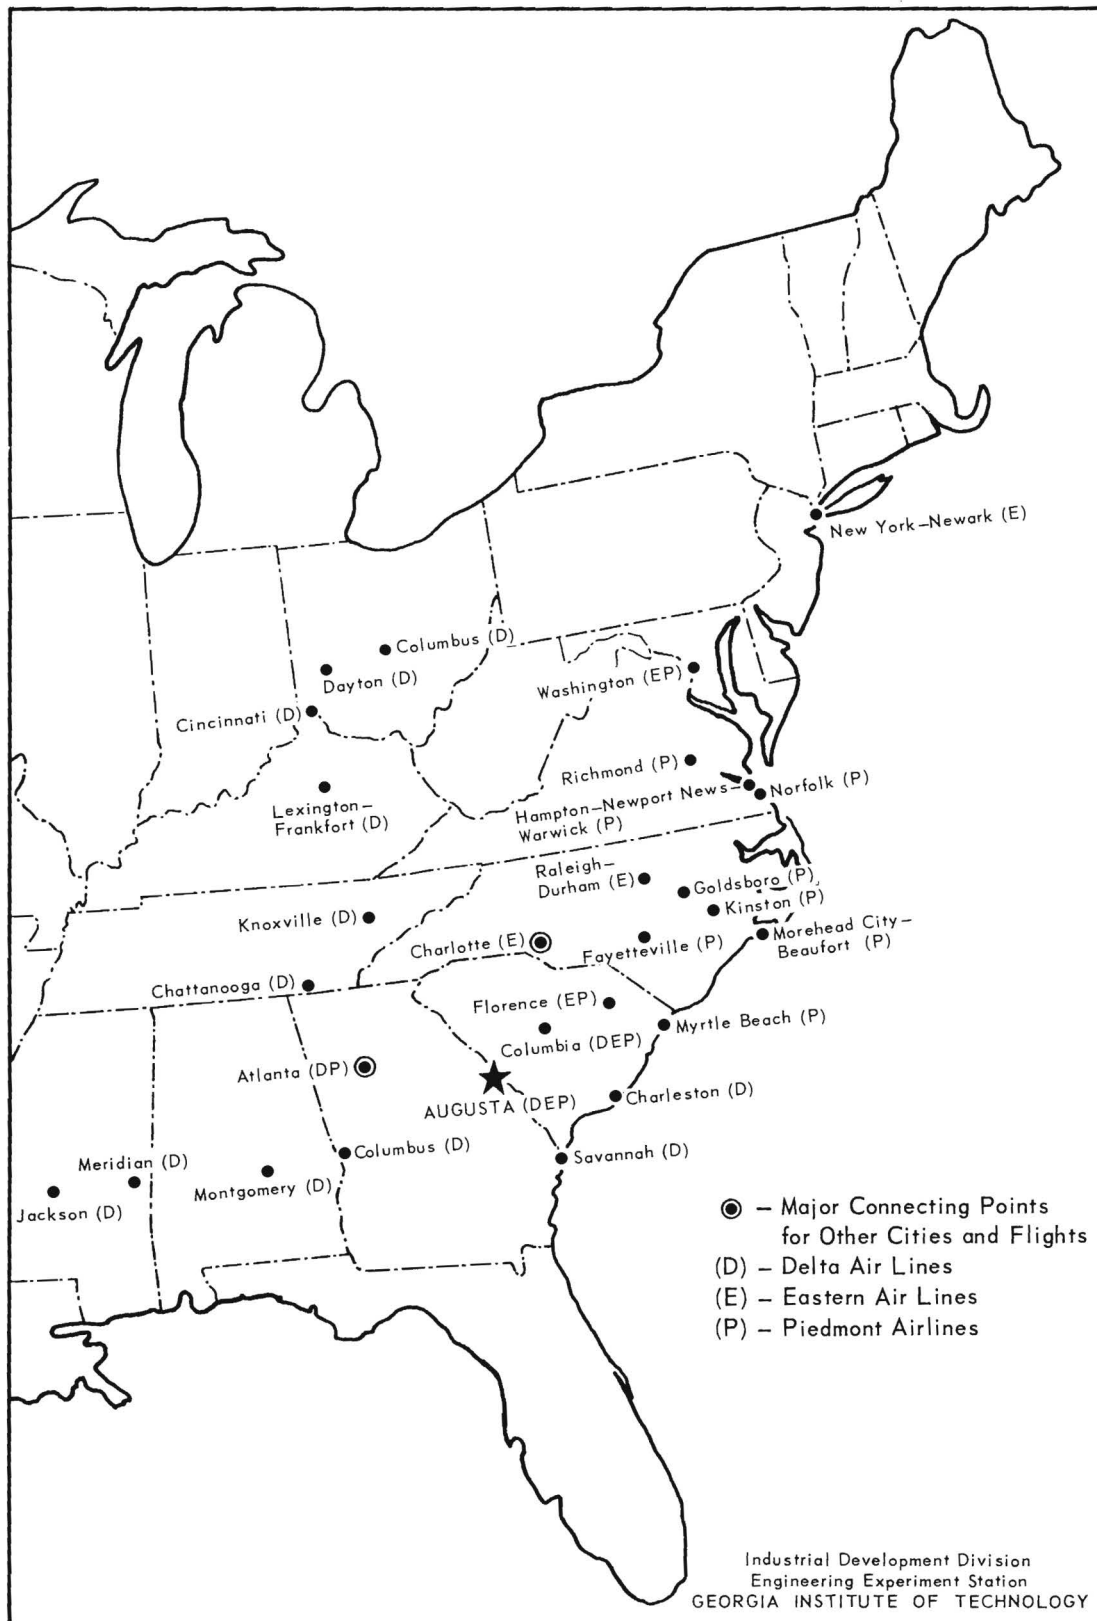 New York–Newark (E)
Columbus (D)
Dayton (D)
Washington (EP)
Cincinnati (D)
Richmond (P)
Lexington–
Frankfort (D)
Hampton–Newport News–
Warwick (P)
Norfolk (P)
Raleigh–
Durham (E)
Goldsboro (P)
Kinston (P)
Knoxville (D)
Charlotte (E)
Fayetteville (P)
Morehead City–
Beaufort (P)
Chattanooga (D)
Florence (EP)
Myrtle Beach (P)
Columbia (DEP)
Atlanta (DP)
AUGUSTA (DEP)
Charleston (D)
Columbus (D)
Savannah (D)
Meridian (D)
Montgomery (D)
Jackson (D)
– Major Connecting Points
for Other Cities and Flights
(D) – Delta Air Lines
(E) – Eastern Air Lines
(P) – Piedmont Airlines
Industrial Development Division
Engineering Experiment Station
GEORGIA INSTITUTE OF TECHNOLOGY